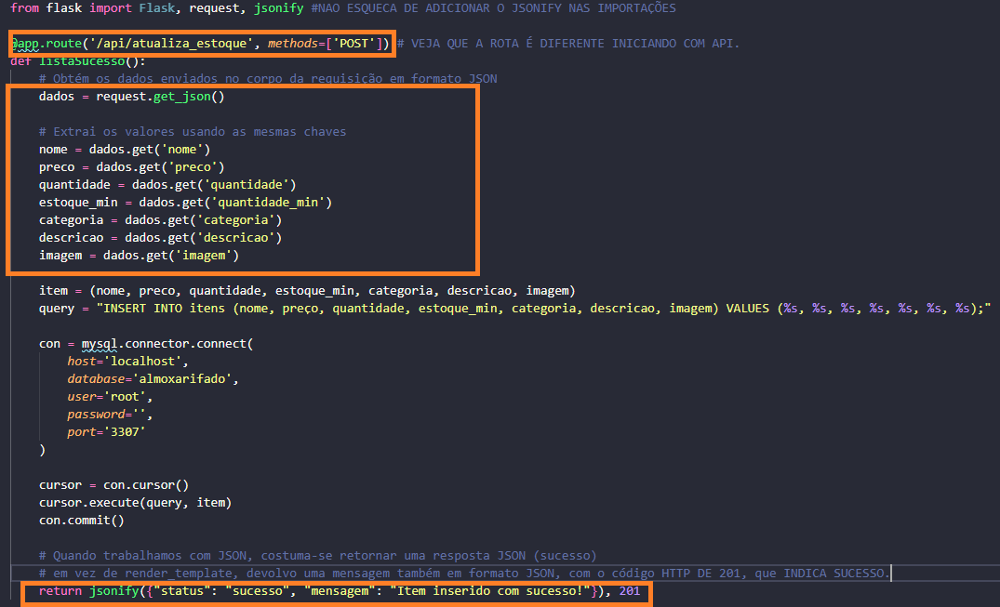 from flask import Flask, request, jsonify #NAO ESQUECA DE ADICIONAR O JSONIFY NAS IMPORTAÇÕES
@app.route('/api/atualiza_estoque', methods=['POST']) # VEJA QUE A ROTA É DIFERENTE INICIANDO COM API.
def listaSucesso():
# Obtém os dados enviados no corpo da requisição em formato JSON
dados = request.get_json()
# Extrai os valores usando as mesmas chaves
nome = dados.get('nome')
preco = dados.get('preco')
quantidade = dados.get('quantidade')
estoque_min = dados.get('quantidade_min')
categoria = dados.get('categoria')
descricao = dados.get('descricao')
imagem = dados.get('imagem')
item = (nome, preco, quantidade, estoque_min, categoria, descricao, imagem)
query = "INSERT INTO itens (nome, preço, quantidade, estoque_min, categoria, descricao, imagem) VALUES (%s, %s, %s, %s, %s, %s, %s);"
con = mysql.connector.connect(
host='localhost',
database='almoxarifado',
user='root',
password='',
port='3307'
)
cursor = con.cursor()
cursor.execute(query, item)
con.commit()
# Quando trabalhamos com JSON, costuma-se retornar uma resposta JSON (sucesso)
# em vez de render_template, devolvo uma mensagem também em formato JSON, com o código HTTP DE 201, que INDICA SUCESSO.
return jsonify({"status": "sucesso", "mensagem": "Item inserido com sucesso!"}), 201